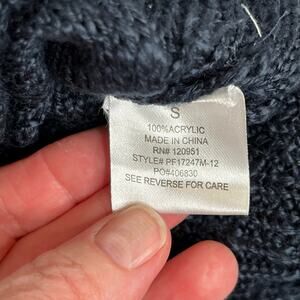 S
100%ACRYLIC
MADE IN CHINA
RN# 120951
STYLE# PF17247M-12
PO#406830
SEE REVERSE FOR CARE